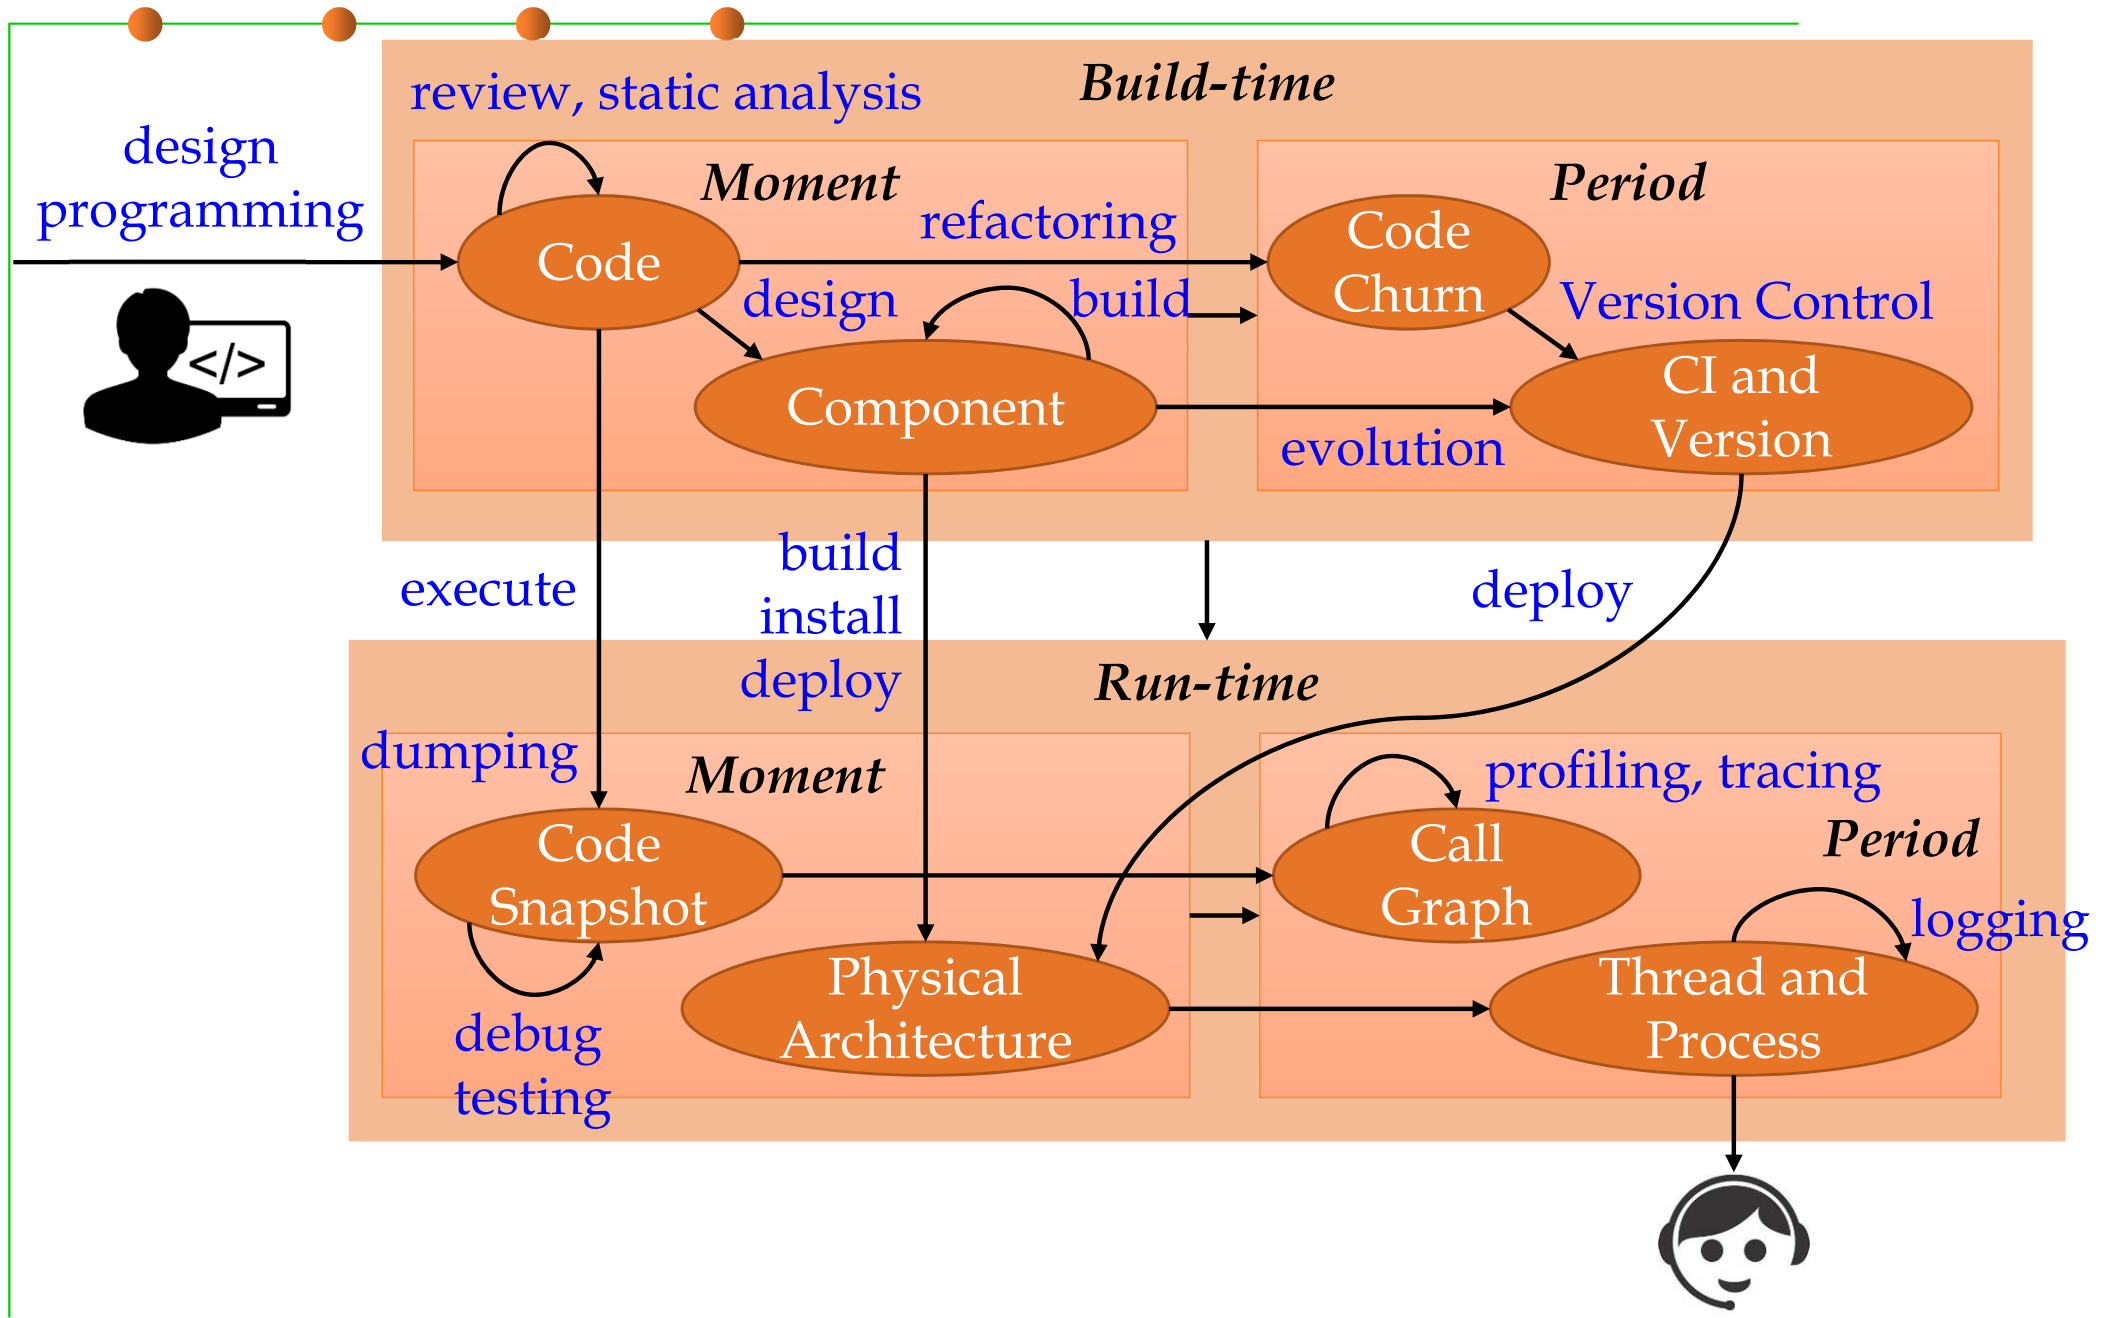 Build-time
review, static analysis
design
programming
Moment
Period
refactoring
Code
Code
Churn
design
build
Version Control
</>
Component
CI and
Version
evolution
build
install
deploy
execute
deploy
Run-time
dumping
Moment
profiling, tracing
Period
Code
Snapshot
Call
Graph
logging
Physical
Architecture
Thread and
Process
debug
testing